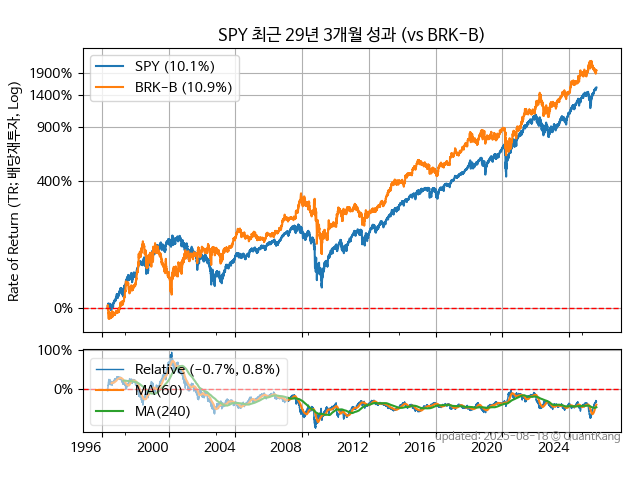 SPY 최근 29년 3개월 성과 (vs BRK-B)
Rate of Return (TR; 배당재투자, Log)
1900%
1400%
900%
400%
0%
SPY (10.1%)
BRK-B (10.9%)
100%
0%
Relative (-0.7%, 0.8%)
MA(60)
MA(240)
1996 2000 2004 2008 2012 2016 2020 2024
updated: 2025-08-18 © QuantKang